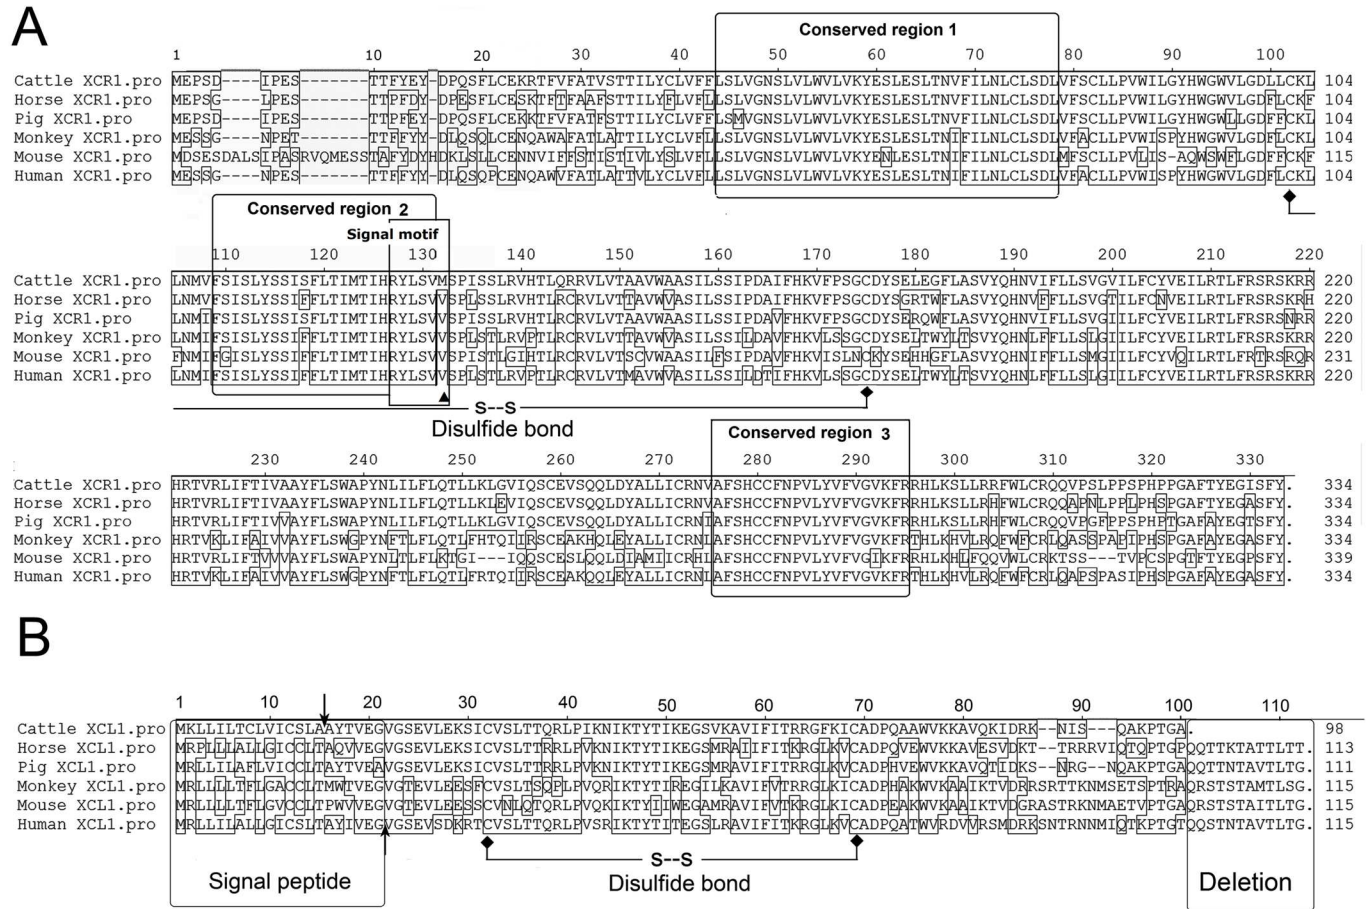 A
Conserved region 1
1 10 20 30 40 50 60 70 80 90 100
Cattle XCR1.pro MEPSD----IPES-------TTFYEY-DPQSFLCEKRTFVFATVSTTILYCLVFFLSLVGNSLVLWVLVKYESLESLTNVFILNLCLSDLVFSCLLPVWILGYHWGWVLGDLLCKL 104
Horse XCR1.pro MEPSG----LPES-------TTPFDY-DPESFLCESKTFTFAAFSTTILYFLVFLLSLVGNSLVLWVLVKYESLESLTNVFILNLCLSDLVFSCLLPVWILGYHWGWVLGDFLCKF 104
Pig XCR1.pro MEPSD----IPES-------TTPFEY-DPQSFLCEKKTFVFATFSTTILYCLVFFLSMVGNSLVLWVLVKYESLESLTNVFILNLCLSDLVFSCLLPVWILGYHWGWLLGDFFCKL 104
Monkey XCR1.pro MESSG----NPET-------TTFFYY-DLQSQLCENQAWAFATLATTILYCLVFLLSLVGNSLVLWVLVKYESLESLTNIFILNLCLSDLVFACLLPVWISPYHWGWVLGDFLCKL 104
Mouse XCR1.pro MDSESDALSIPASRVQMESSTAFYDYHDKLSLLCENNVIFFSTISTIVLYSLVFLLSLVGNSLVLWVLVKYENLESLTNIFILNLCLSDLMFSCLLPVLIS-AQWSWFLGDFFCKF 115
Human XCR1.pro MESSG----NPES-------TTFFYY-DLQSQPCENQAWVFATLATTVLYCLVFLLSLVGNSLVLWVLVKYESLESLTNIFILNLCLSDLVFACLLPVWISPYHWGWVLGDFLCKL 104
Conserved region 2
Signal motif
110 120 130 140 150 160 170 180 190 200 210 220
Cattle XCR1.pro LNMVFSISLYSSISFLTIMTIHRYLSVMSPISSLRVHTLQRRVLVTAAVWAASILSSIPDAIFHKVFPSGCDYSELEGFLASVYQHNVIFLLSVGVILFCYVEILRTLFRSRSKRR 220
Horse XCR1.pro LNMVFSISLYSSIFFLTIMTIHRYLSVVSPLSSLRVHTLRCRVLVTTAVWVASILSSIPDAIFHKVFPSGCDYSGRTWFLASVYQHNVFFLLSVGTILFCNVEILRTLFRSRSKRH 220
Pig XCR1.pro LNMIFSISLYSSISFLTIMTIHRYLSVVSPISSLRVHTLRCRVLVTAAVWAASILSSIPDAVFHKVFPSGCDYSERQWFLASVYQHNVIFLLSVGVILFCYVEILRTLFRSRSNRR 220
Monkey XCR1.pro LNMIFSISLYSSIFFLTIMTIHRYLSVVSPLSTLRVPTLRCRVLVTTAVWVASILSSILDAVFHKVLSSGCDYSELTWYLTSVYQHNIFFLLSLGIILFCYVEILRTLFRSRSKRR 220
Mouse XCR1.pro FNMIFGISLYSSIFFLTIMTIHRYLSVVSPISTLGIHTLRCRVLVTSCVWAASILFSIPDAVFHKVISLNCKYSEHHGFLASVYQHNIFFLLSMGIILFCYVQILRTLFRTRSRQR 231
Human XCR1.pro LNMIFSISLYSSIFFLTIMTIHRYLSVVSPLSTLRVPTLRCRVLVTMAVWVASILSSILDTIFHKVLSSGCDYSELTWYLTSVYQHNLFFLLSLGIILFCYVEILRTLFRSRSKRR 220
S--S
Disulfide bond
Conserved region 3
230 240 250 260 270 280 290 300 310 320 330
Cattle XCR1.pro HRTVRLIFTIVAAYFLSWAPYNLILFLQTLLKLGVIQSCEVSQQLDYALLICRNVAFSHCCFNPVLYVFVGVKFRRHLKSLLRRFWLCRQQVPSLPPSPHPPGAFTYEGISFY. 334
Horse XCR1.pro HRTVRLIFTIVAAYFLSWAPYNLILFLQTLLKLEVIQSCEVSQQLDYALLICRNVAFSHCCFNPVLYVFVGVKFRRHLKSLLRHFWLCRQQAPNLPPLPHSPGAFTYEGASFY. 334
Pig XCR1.pro HRTVRLIFTIVVAYFLSWAPYNLILFLQTLLKLGVIQSCEVSQQLDYALLICRNIAFSHCCFNPVLYVFVGVKFRRHLKSLLRHFWLCRQQVPGFPPSPHPTGAFAYEGTSFY. 334
Monkey XCR1.pro HRTVKLIFAIVVAYFLSWGPYNFTLFLQTLFHTQIIRSCEAKHQLEYALLICRNLAFSHCCFNPVLYVFVGVKFRTHLKHVLRQFWFCRLQASSPAPIPHSPGAFAYEGASFY. 334
Mouse XCR1.pro HRTVRLIFTVVVAYFLSWAPYNLTLFLKTGI---IQQSCESLQQLDIAMIICRHLAFSHCCFNPVLYVFVGIKFRRHLKHLFQQVWLCRKTSS---TVPCSPGTFTYEGPSFY. 339
Human XCR1.pro HRTVKLIFAIVVAYFLSWGPYNFTLFLQTLFRTQIIRSCEAKQQLEYALLICRNLAFSHCCFNPVLYVFVGVKFRTHLKHVLRQFWFCRLQAPSPASIPHSPGAFAYEGASFY. 334
B
1 10 20 30 40 50 60 70 80 90 100 110
Cattle XCL1.pro MKLLILTCLVICSLAAYTVEGVGSEVLEKSICVSLTTQRLPIKNIKTYTIKEGSVKAVIFITRRGFKICADPQAAWVKKAVQKIDRK--NIS---QAKPTGA. 98
Horse XCL1.pro MRPLLLALLGICCLTAQVVEGVGSEVLEKSICVSLTTRRLPVKNIKTYTIKEGSMRAIIFITKRGLKVCADPQVEWVKKAVESVDKT--TRRRVIQTQPTGPQQTTKTATTLTT. 113
Pig XCL1.pro MRLLILAFLVICCLTAYTVEAVGSEVLEKSICVSLTTRRLPVKNIKTYTIKEGSMRAVIFITRRGLKVCADPHVEWVKKAVQTIDKS--NRG--NQAKPTGAQQTTNTAVTLTG. 111
Monkey XCL1.pro MRLLLLTFLGACCLTMWTVEGVGTEVLEESFCVSLTSQPLPVQKIKTYTIREGILKAVIFVTRRGLKICADPQAKWVKAAIKTVDRRSRTRKNMSETSPTRAQRSTSTAMTLSG. 115
Mouse XCL1.pro MRLLLLTFLGVCCLTPWVVEGVGTEVLEESSCVNLQTQRLPVQKIKTYIIWEGAMRAVIFVTKRGLKICADPEAKWVKAAIKTVDGRASTRKNMAETVPTGAQRSTSTAITLTG. 115
Human XCL1.pro MRLLILALLGICSLTAYIVEGVGSEVSDKRTCVSLTTQRLPVSRIKTYTITEGSLRAVIFITKRGLKVCADPQATWVRDVVRSMDRKSNTRNNMIQTKPTGTQQSTNTAVTLTG. 115
Signal peptide
S--S
Disulfide bond
Deletion